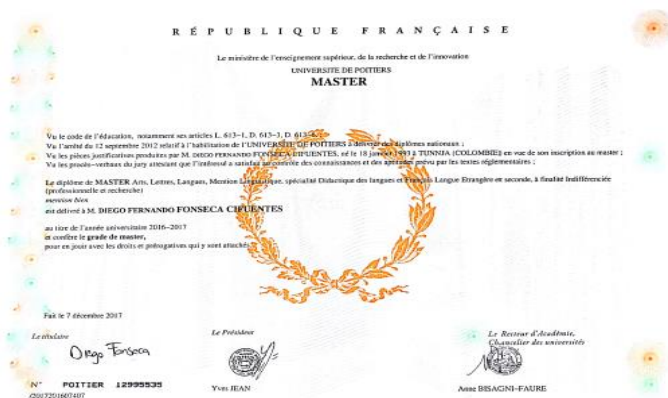 RÉPUBLIQUE FRANÇAISE
Le ministère de l'enseignement supérieur, de la recherche et de l'innovation
UNIVERSITE DE POITIERS
MASTER
Vu le code de l'éducation, notamment ses articles L. 613-1, D. 613-3, D. 613-6 ;
Vu l'arrêté du 12 septembre 2012 relatif à l'habilitation de l'UNIVERSITE DE POITIERS à délivrer des diplômes nationaux ;
Vu les pièces justificatives produites par M. DIEGO FERNANDO FONSECA CIFUENTES, né le 18 janvier 1993 à TUNNIA (COLOMBIE) en vue de son inscription au master ;
Vu les procès-verbaux du jury attestant que l'intéressé a satisfait au contrôle des connaissances et des aptitudes prévu par les textes réglementaires ;
Le diplôme de MASTER Arts, Lettres, Langues, Mention Linguistique, spécialité Didactique des langues et Français Langue Etrangère et seconde, à finalité Indifférenciée
(professionnelle et recherche)
mention bien
est délivré à M. DIEGO FERNANDO FONSECA CIFUENTES
au titre de l'année universitaire 2016-2017
et confère le grade de master,
pour en jouir avec les droits et prérogatives qui y sont attachés.
Fait le 7 décembre 2017
Le titulaire
Diego Fonseca
N° POITIER 12995535
/2017201607407
Le Président
Yves JEAN
Le Recteur d'Académie,
Chancelier des universités
Anne BISAGNI-FAURE